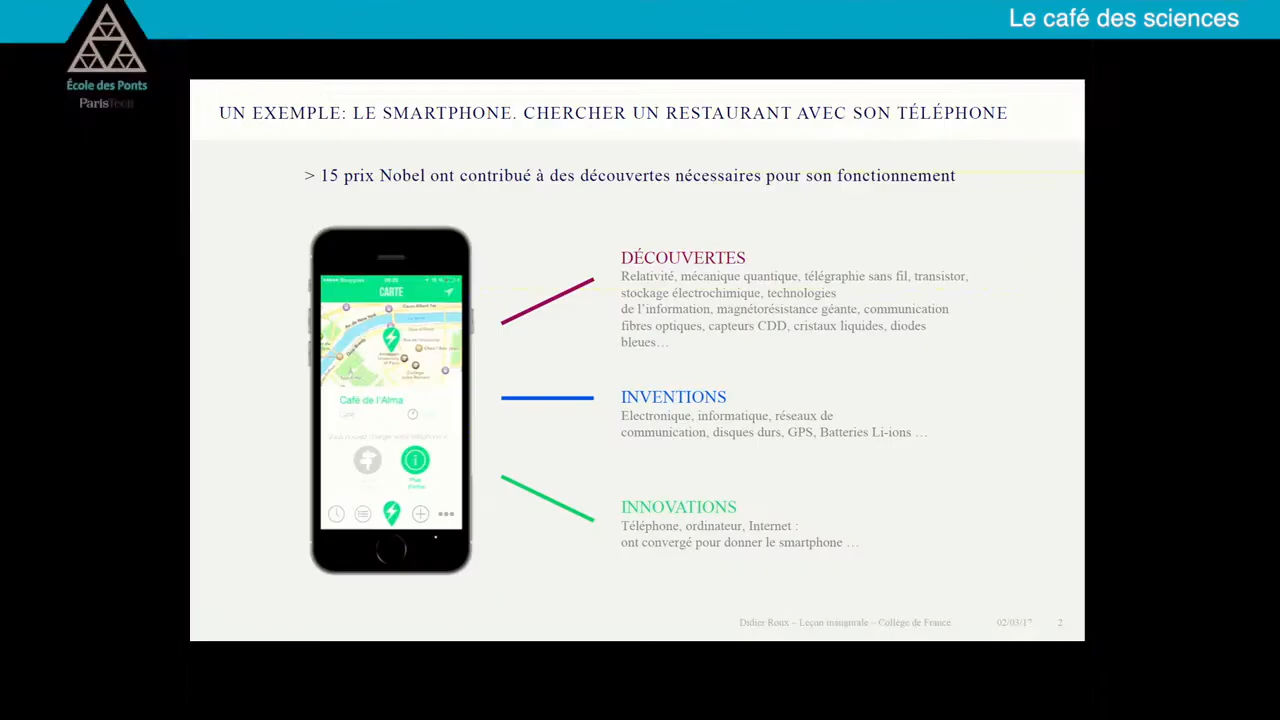 Le café des sciences
École des Ponts
ParisTech
UN EXEMPLE: LE SMARTPHONE. CHERCHER UN RESTAURANT AVEC SON TÉLÉPHONE
> 15 prix Nobel ont contribué à des découvertes nécessaires pour son fonctionnement
CARTE
Café de l'Alma
DÉCOUVERTES
Relativité, mécanique quantique, télégraphie sans fil, transistor,
stockage électrochimique, technologies
de l'information, magnétorésistance géante, communication
fibres optiques, capteurs CDD, cristaux liquides, diodes
bleues…
INVENTIONS
Electronique, informatique, réseaux de
communication, disques durs, GPS, Batteries Li-ions …
INNOVATIONS
Téléphone, ordinateur, Internet :
ont convergé pour donner le smartphone …
Didier Roux – Leçon inaugurale – Collège de France
02/03/17
2